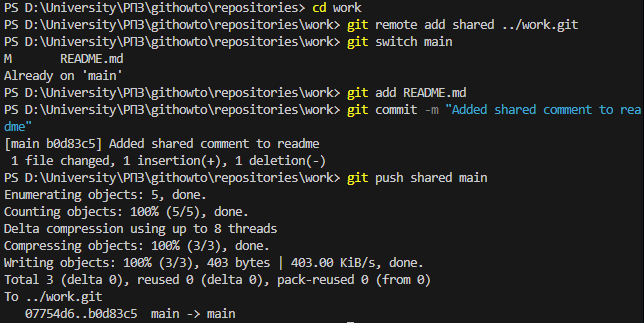 PS D:\University\РПЗ\githowto\repositories> cd work
PS D:\University\РПЗ\githowto\repositories\work> git remote add shared ../work.git
PS D:\University\РПЗ\githowto\repositories\work> git switch main
M       README.md
Already on 'main'
PS D:\University\РПЗ\githowto\repositories\work> git add README.md
PS D:\University\РПЗ\githowto\repositories\work> git commit -m "Added shared comment to rea
dme"
[main b0d83c5] Added shared comment to readme
 1 file changed, 1 insertion(+), 1 deletion(-)
PS D:\University\РПЗ\githowto\repositories\work> git push shared main
Enumerating objects: 5, done.
Counting objects: 100% (5/5), done.
Delta compression using up to 8 threads
Compressing objects: 100% (3/3), done.
Writing objects: 100% (3/3), 403 bytes | 403.00 KiB/s, done.
Total 3 (delta 0), reused 0 (delta 0), pack-reused 0 (from 0)
To ../work.git
   07754d6..b0d83c5  main -> main